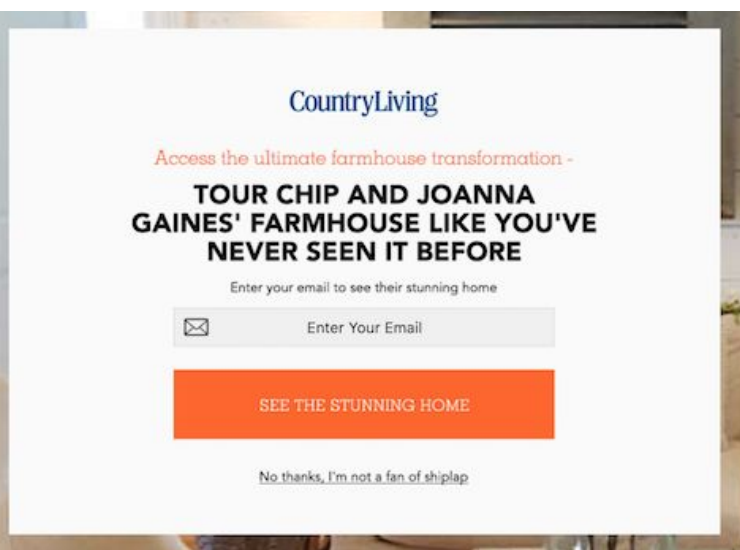 CountryLiving
Access the ultimate farmhouse transformation -
TOUR CHIP AND JOANNA
GAINES' FARMHOUSE LIKE YOU'VE
NEVER SEEN IT BEFORE
Enter your email to see their stunning home
Enter Your Email
SEE THE STUNNING HOME
No thanks, I'm not a fan of shiplap